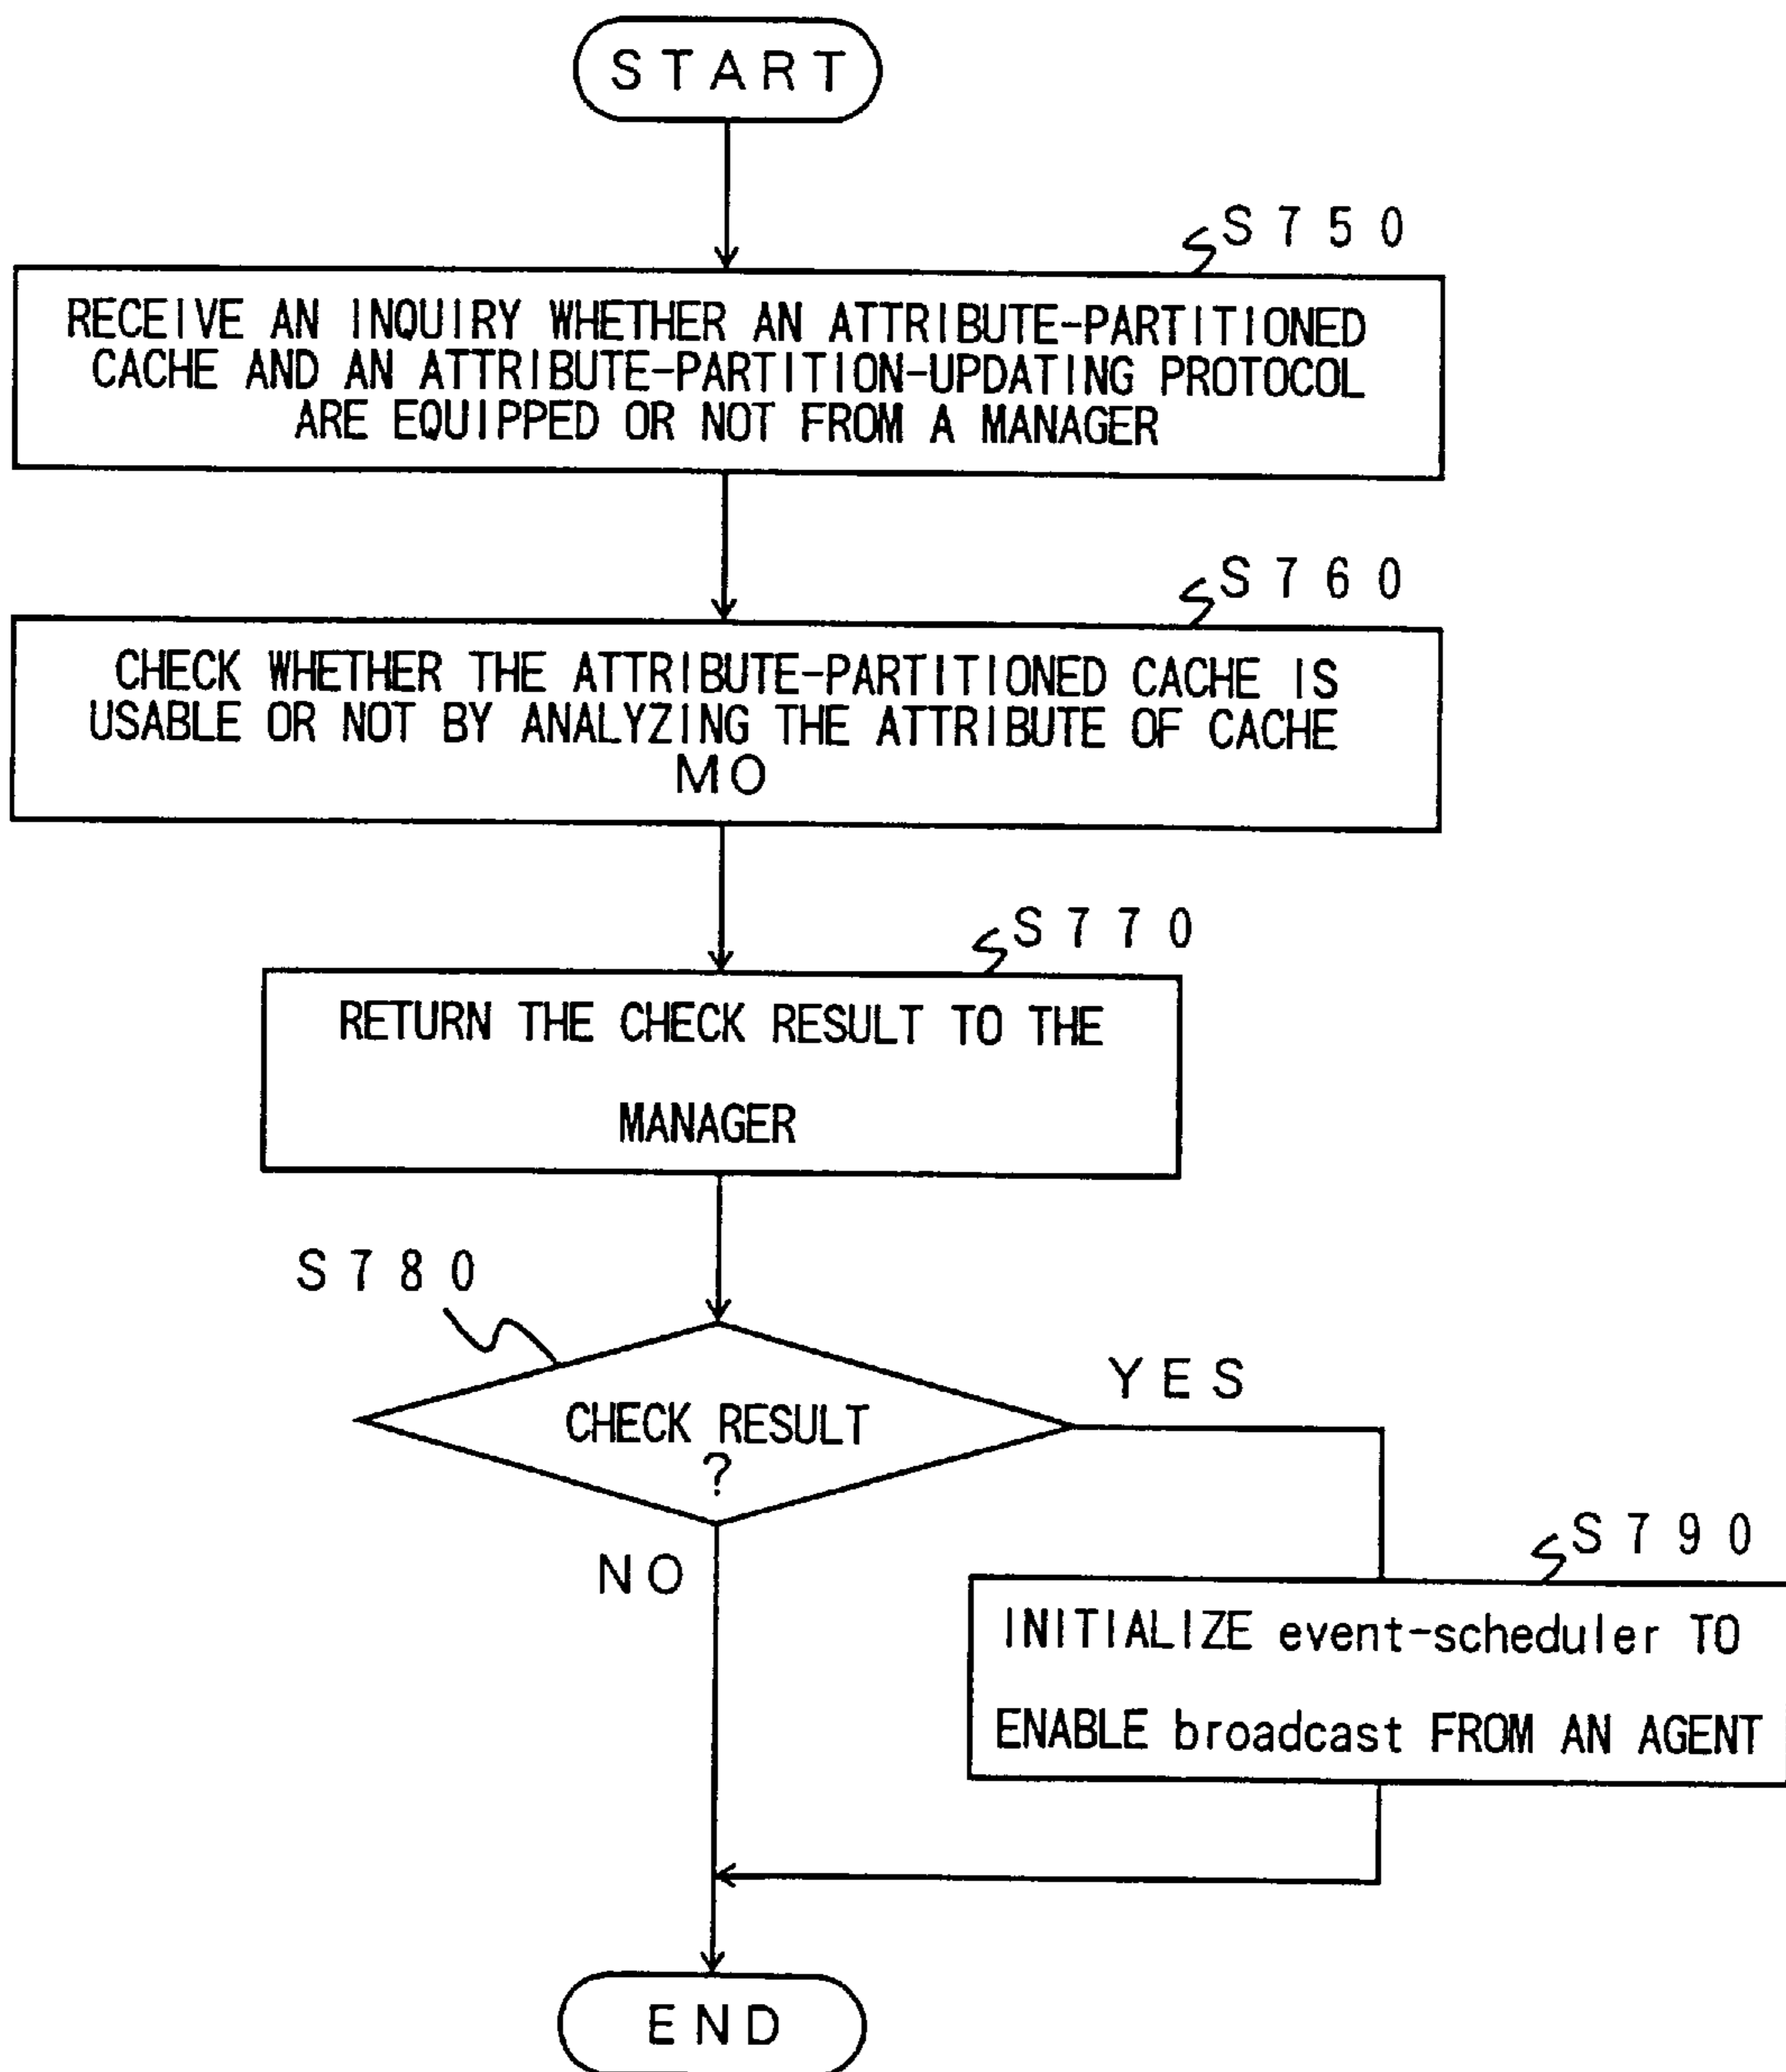 START
S750
RECEIVE AN INQUIRY WHETHER AN ATTRIBUTE-PARTITIONED
CACHE AND AN ATTRIBUTE-PARTITION-UPDATING PROTOCOL
ARE EQUIPPED OR NOT FROM A MANAGER
S760
CHECK WHETHER THE ATTRIBUTE-PARTITIONED CACHE IS
USABLE OR NOT BY ANALYZING THE ATTRIBUTE OF CACHE
MO
S770
RETURN THE CHECK RESULT TO THE
MANAGER
S780
CHECK RESULT
?
YES
NO
S790
INITIALIZE event-scheduler TO
ENABLE broadcast FROM AN AGENT
END